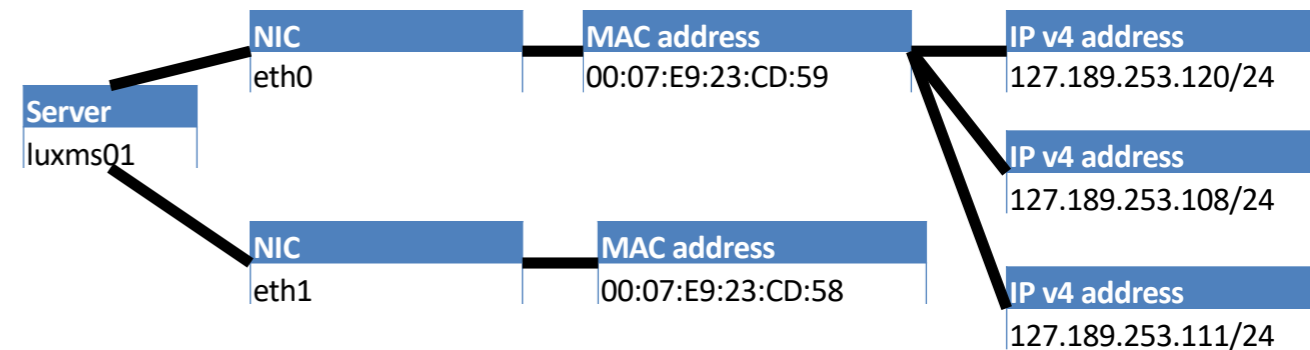 NIC
eth0
MAC address
00:07:E9:23:CD:59
IP v4 address
127.189.253.120/24
Server
luxms01
IP v4 address
127.189.253.108/24
NIC
eth1
MAC address
00:07:E9:23:CD:58
IP v4 address
127.189.253.111/24